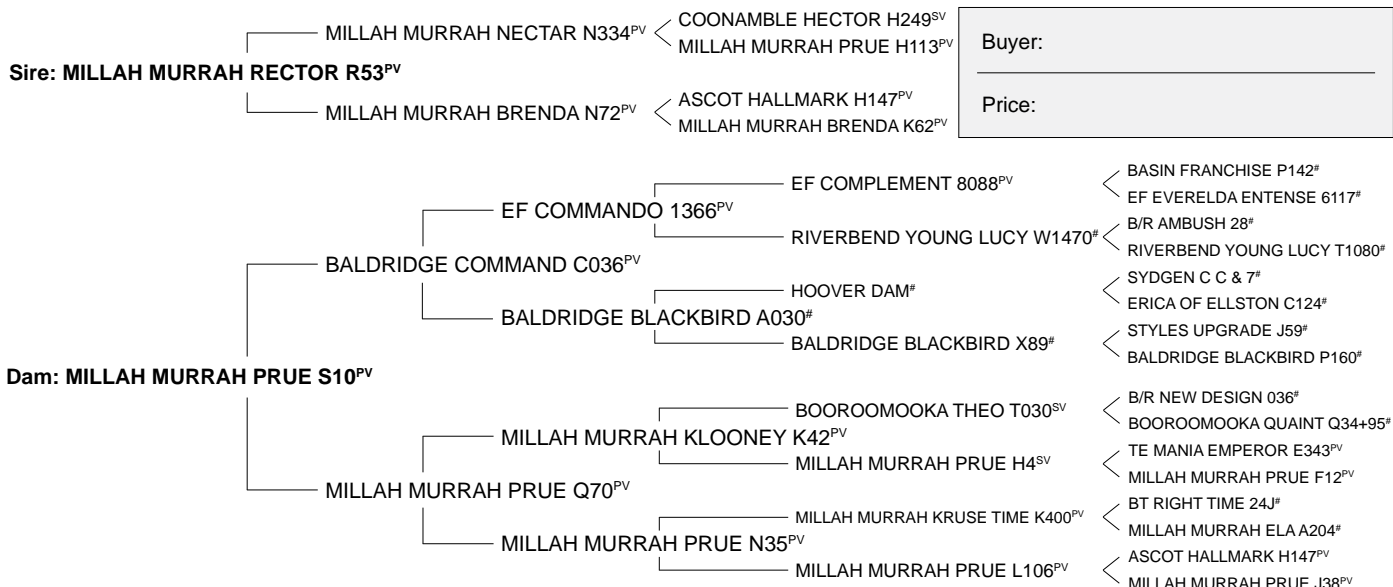 MILLAH MURRAH NECTAR N334PV
COONAMBLE HECTOR H249SV
MILLAH MURRAH PRUE H113PV
Sire: MILLAH MURRAH RECTOR R53PV
MILLAH MURRAH BRENDA N72PV
ASCOT HALLMARK H147PV
MILLAH MURRAH BRENDA K62PV
Buyer:
Price:
BASIN FRANCHISE P142#
EF COMPLEMENT 8088PV
EF EVERELDA ENTENSE 6117#
EF COMMANDO 1366PV
B/R AMBUSH 28#
RIVERBEND YOUNG LUCY W1470#
RIVERBEND YOUNG LUCY T1080#
BALDRIDGE COMMAND C036PV
SYDGEN C C & 7#
HOOVER DAM#
ERICA OF ELLSTON C124#
BALDRIDGE BLACKBIRD A030#
STYLES UPGRADE J59#
BALDRIDGE BLACKBIRD X89#
BALDRIDGE BLACKBIRD P160#
Dam: MILLAH MURRAH PRUE S10PV
B/R NEW DESIGN 036#
BOOROOMOOKA THEO T030SV
BOOROOMOOKA QUAINT Q34+95#
MILLAH MURRAH KLOONEY K42PV
TE MANIA EMPEROR E343PV
MILLAH MURRAH PRUE H4SV
MILLAH MURRAH PRUE F12PV
MILLAH MURRAH PRUE Q70PV
BT RIGHT TIME 24J#
MILLAH MURRAH KRUSE TIME K400PV
MILLAH MURRAH ELA A204#
MILLAH MURRAH PRUE N35PV
ASCOT HALLMARK H147PV
MILLAH MURRAH PRUE L106PV
MILLAH MURRAH PRUE J38PV